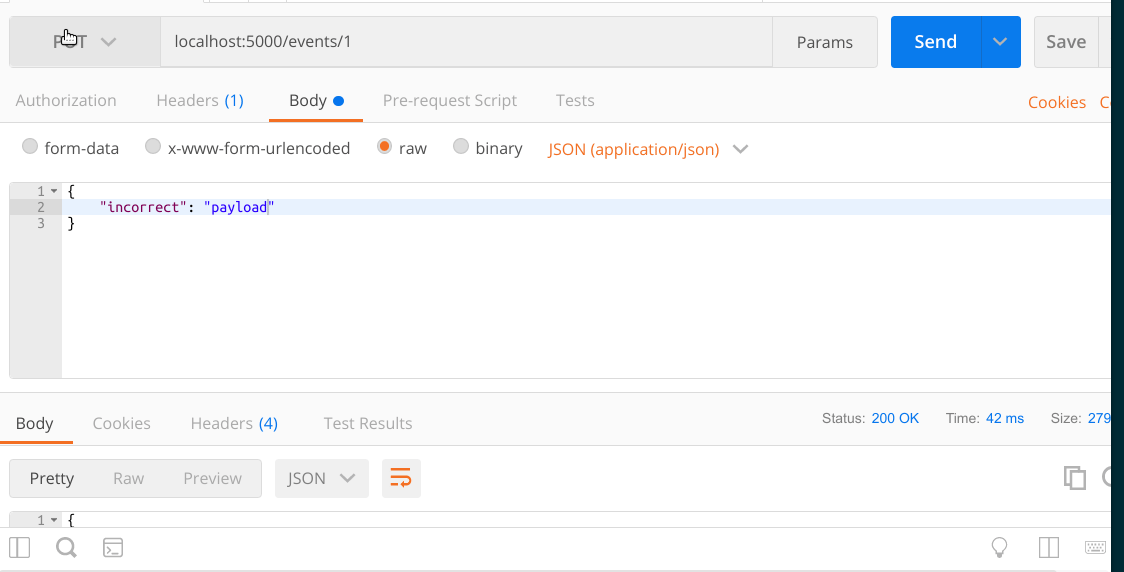 POST localhost:5000/events/1 Params Send Save
Authorization Headers (1) Body Pre-request Script Tests Cookies
form-data x-www-form-urlencoded raw binary JSON (application/json)
1 {
2 "incorrect": "payload"
3 }
Body Cookies Headers (4) Test Results Status: 200 OK Time: 42 ms Size: 279
Pretty Raw Preview JSON
1 {